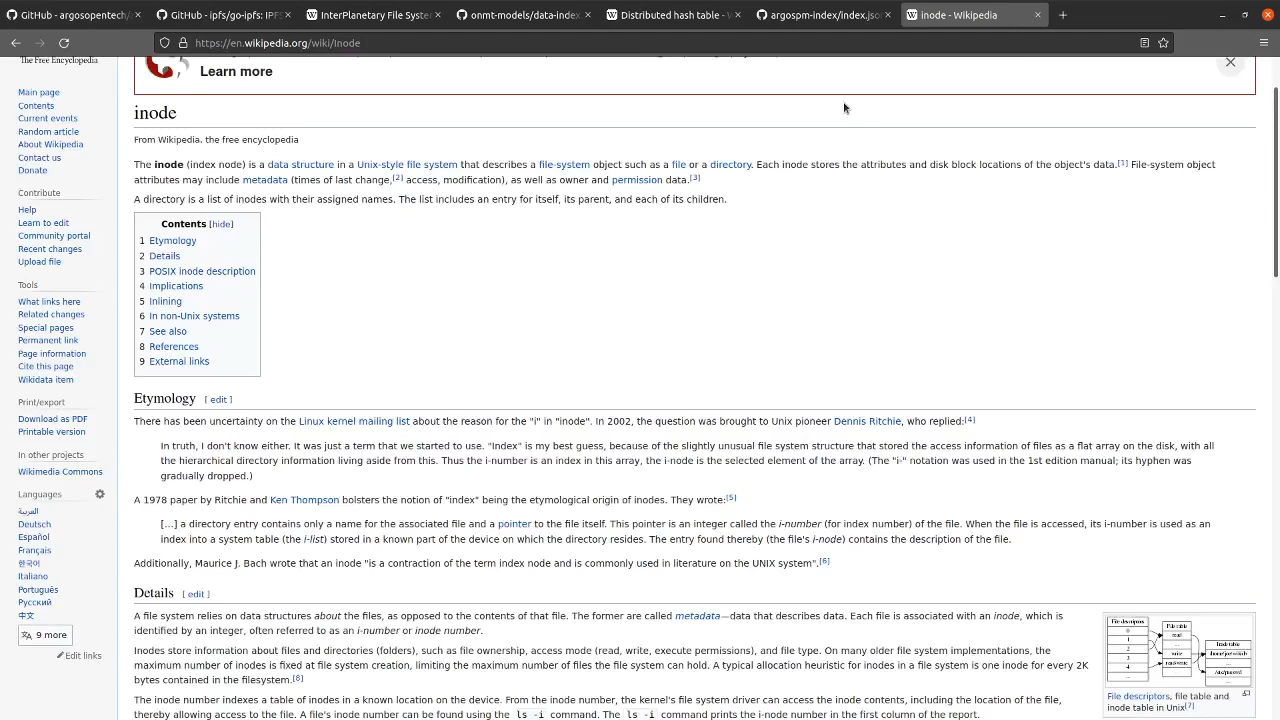 GitHub - argosopentech/
GitHub - ipfs/go-ipfs: IPFS
InterPlanetary File System
onmt-models/data-index.
Distributed hash table - W
argospm-index/index.json
inode - Wikipedia
https://en.wikipedia.org/wiki/Inode
The Free Encyclopedia
Main page
Contents
Current events
Random article
About Wikipedia
Contact us
Donate
Contribute
Help
Learn to edit
Community portal
Recent changes
Upload file
Tools
What links here
Related changes
Special pages
Permanent link
Page information
Cite this page
Wikidata item
Print/export
Download as PDF
Printable version
In other projects
Wikimedia Commons
Languages
العربية
Deutsch
Español
Français
한국어
Italiano
Português
Русский
中文
9 more
Edit links
Learn more
inode
From Wikipedia, the free encyclopedia
The inode (index node) is a data structure in a Unix-style file system that describes a file-system object such as a file or a directory. Each inode stores the attributes and disk block locations of the object's data.[1] File-system object
attributes may include metadata (times of last change,[2] access, modification), as well as owner and permission data.[3]
A directory is a list of inodes with their assigned names. The list includes an entry for itself, its parent, and each of its children.
Contents [hide]
1 Etymology
2 Details
3 POSIX inode description
4 Implications
5 Inlining
6 In non-Unix systems
7 See also
8 References
9 External links
Etymology [ edit ]
There has been uncertainty on the Linux kernel mailing list about the reason for the "i" in "inode". In 2002, the question was brought to Unix pioneer Dennis Ritchie, who replied:[4]
In truth, I don't know either. It was just a term that we started to use. "Index" is my best guess, because of the slightly unusual file system structure that stored the access information of files as a flat array on the disk, with all
the hierarchical directory information living aside from this. Thus the i-number is an index in this array, the i-node is the selected element of the array. (The "i-" notation was used in the 1st edition manual; its hyphen was
gradually dropped.)
A 1978 paper by Ritchie and Ken Thompson bolsters the notion of "index" being the etymological origin of inodes. They wrote:[5]
[…] a directory entry contains only a name for the associated file and a pointer to the file itself. This pointer is an integer called the i-number (for index number) of the file. When the file is accessed, its i-number is used as an
index into a system table (the i-list) stored in a known part of the device on which the directory resides. The entry found thereby (the file's i-node) contains the description of the file.
Additionally, Maurice J. Bach wrote that an inode "is a contraction of the term index node and is commonly used in literature on the UNIX system".[6]
Details [ edit ]
A file system relies on data structures about the files, as opposed to the contents of that file. The former are called metadata—data that describes data. Each file is associated with an inode, which is
identified by an integer, often referred to as an i-number or inode number.
Inodes store information about files and directories (folders), such as file ownership, access mode (read, write, execute permissions), and file type. On many older file system implementations, the
maximum number of inodes is fixed at file system creation, limiting the maximum number of files the file system can hold. A typical allocation heuristic for inodes in a file system is one inode for every 2K
bytes contained in the filesystem.[8]
The inode number indexes a table of inodes in a known location on the device. From the inode number, the kernel's file system driver can access the inode contents, including the location of the file,
thereby allowing access to the file. A file's inode number can be found using the ls -i command. The ls -i command prints the i-node number in the first column of the report.
File descriptors
0
1
2
3
4
...
File table
read
...
write
read/write
Inode table
...
/etc/passwd
...
File descriptors, file table and
inode table in Unix[7]